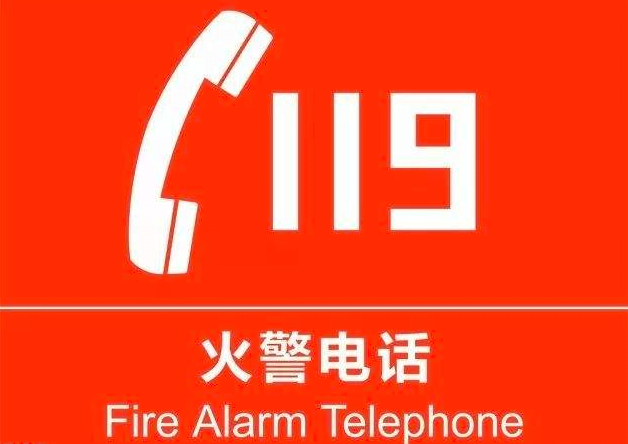 119
火警电话
Fire Alarm Telephone